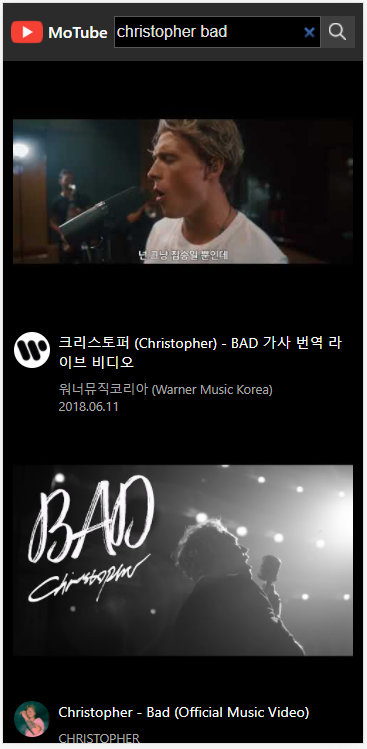 MoTube
christopher bad
넌 그냥 짐승일 뿐인데
크리스토퍼 (Christopher) - BAD 가사 번역 라
이브 비디오
워너뮤직코리아 (Warner Music Korea)
2018.06.11
BAD
Christopher
Christopher - Bad (Official Music Video)
CHRISTOPHER